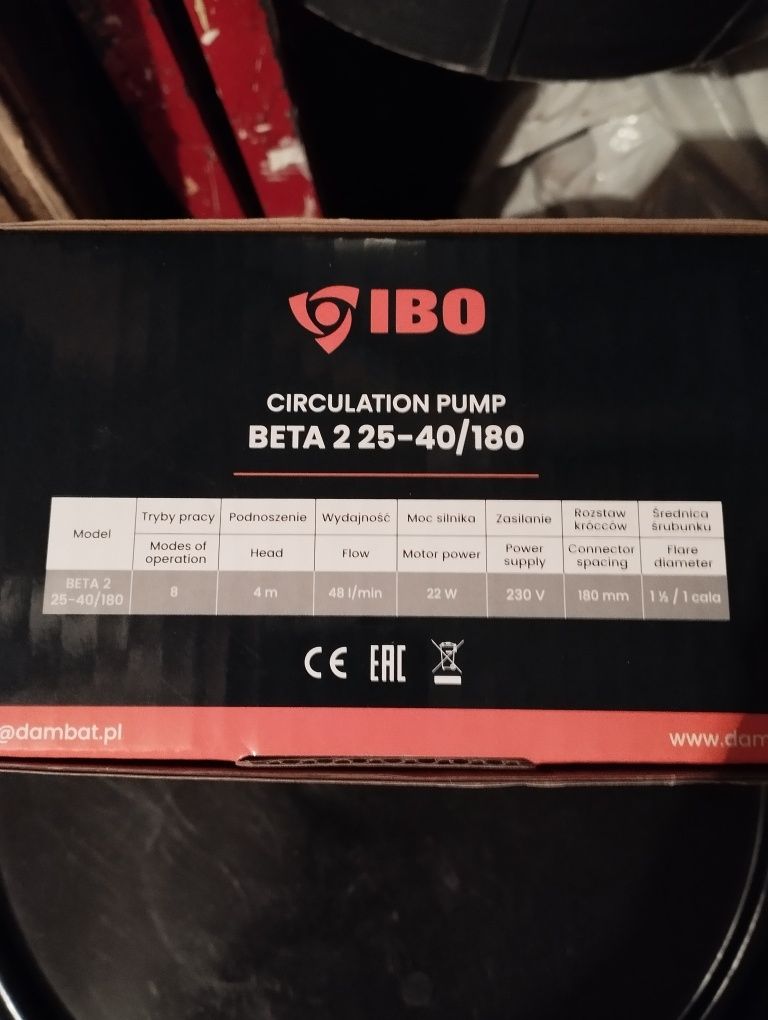 IBO
CIRCULATION PUMP
BETA 2 25-40/180
Model
Tryby pracy
Podnoszenie
Wydajność
Moc silnika
Zasilanie
Rozstaw
króćców
Średnica
śrubunku
Modes of
operation
Head
Flow
Motor power
Power
supply
Connector
spacing
Flare
diameter
BETA 2
25-40/180
8
4 m
48 l/min
22 W
230 V
180 mm
1 ½ / 1 cala
CE EAC
@dambat.pl
www.dam